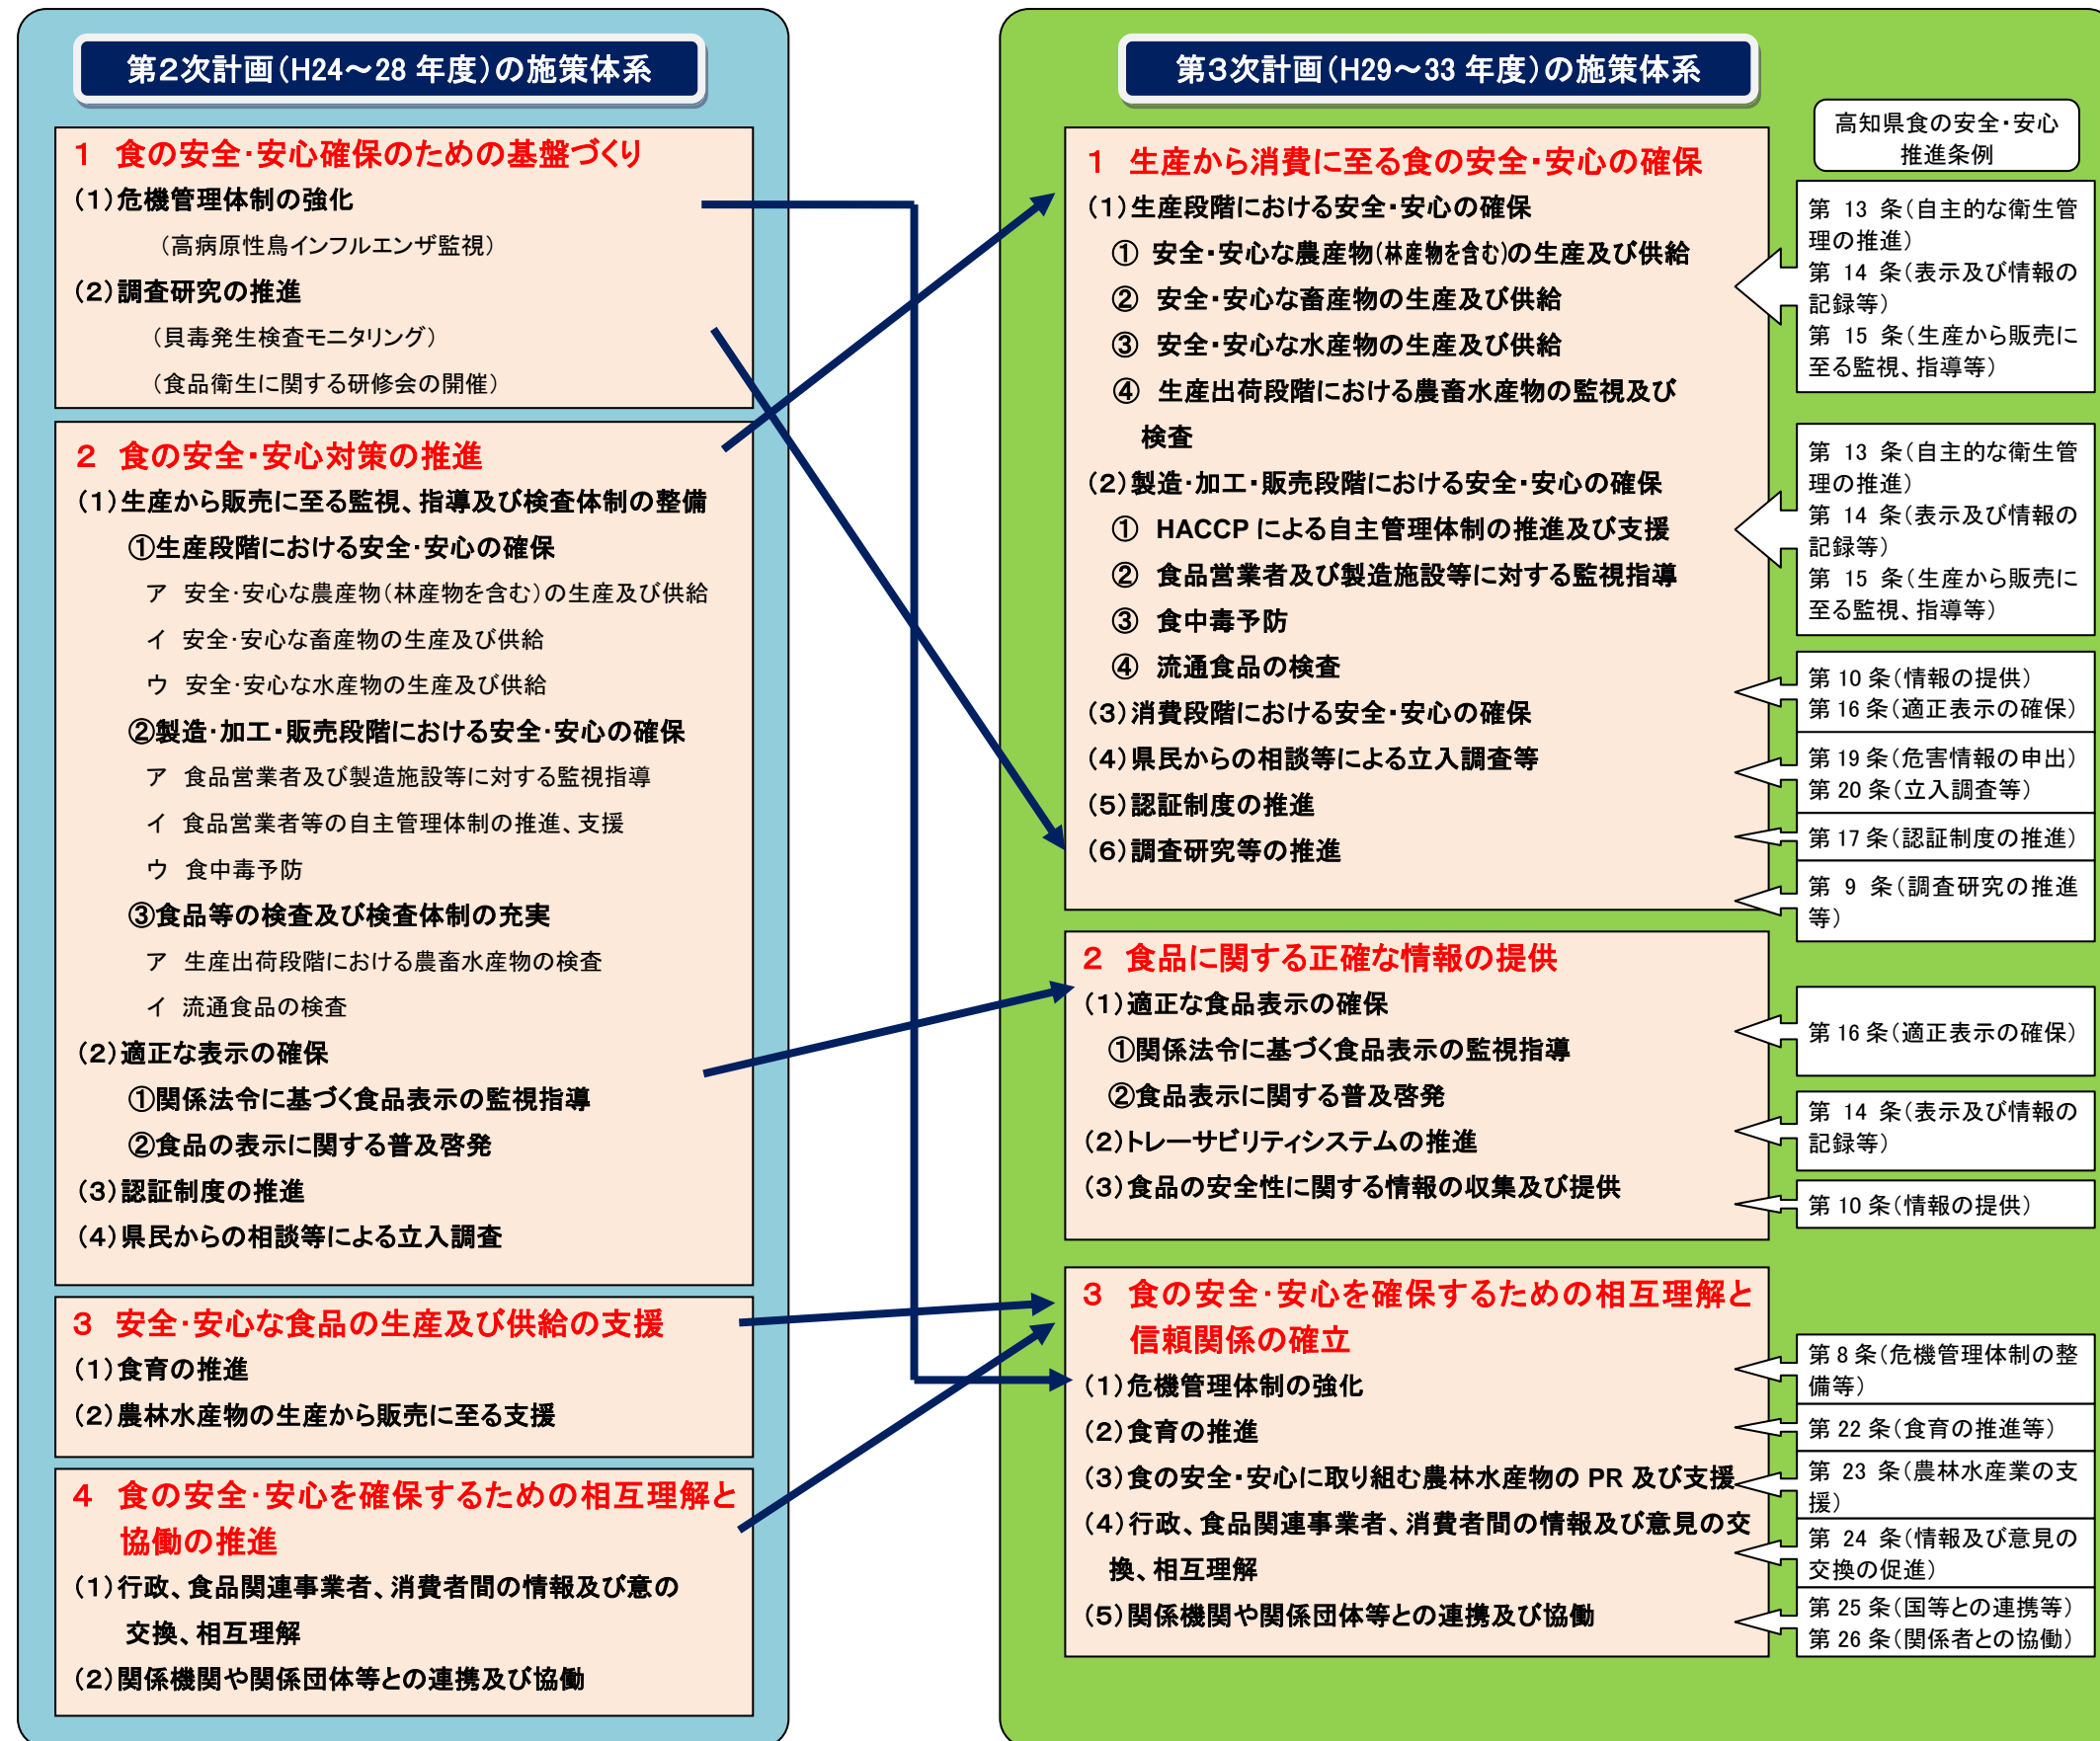 第２次計画（H24～28 年度）の施策体系
１　食の安全・安心確保のための基盤づくり
（１）危機管理体制の強化
（高病原性鳥インフルエンザ監視）
（２）調査研究の推進
（貝毒発生検査モニタリング）
（食品衛生に関する研修会の開催）
２　食の安全・安心対策の推進
（１）生産から販売に至る監視、指導及び検査体制の整備
①生産段階における安全・安心の確保
ア　安全・安心な農産物（林産物を含む）の生産及び供給
イ　安全・安心な畜産物の生産及び供給
ウ　安全・安心な水産物の生産及び供給
②製造・加工・販売段階における安全・安心の確保
ア　食品営業者及び製造施設等に対する監視指導
イ　食品営業者等の自主管理体制の推進、支援
ウ　食中毒予防
③食品等の検査及び検査体制の充実
ア　生産出荷段階における農畜水産物の検査
イ　流通食品の検査
（２）適正な表示の確保
①関係法令に基づく食品表示の監視指導
②食品の表示に関する普及啓発
（３）認証制度の推進
（４）県民からの相談等による立入調査
３　安全・安心な食品の生産及び供給の支援
（１）食育の推進
（２）農林水産物の生産から販売に至る支援
４　食の安全・安心を確保するための相互理解と
協働の推進
（１）行政、食品関連事業者、消費者間の情報及び意の
交換、相互理解
（２）関係機関や関係団体等との連携及び協働
第３次計画（H29～33 年度）の施策体系
１　生産から消費に至る食の安全・安心の確保
（１）生産段階における安全・安心の確保
①　安全・安心な農産物（林産物を含む）の生産及び供給
②　安全・安心な畜産物の生産及び供給
③　安全・安心な水産物の生産及び供給
④　生産出荷段階における農畜水産物の監視及び
検査
（２）製造・加工・販売段階における安全・安心の確保
①　HACCP による自主管理体制の推進及び支援
②　食品営業者及び製造施設等に対する監視指導
③　食中毒予防
④　流通食品の検査
（３）消費段階における安全・安心の確保
（４）県民からの相談等による立入調査等
（５）認証制度の推進
（６）調査研究等の推進
２　食品に関する正確な情報の提供
（１）適正な食品表示の確保
①関係法令に基づく食品表示の監視指導
②食品表示に関する普及啓発
（２）トレーサビリティシステムの推進
（３）食品の安全性に関する情報の収集及び提供
３　食の安全・安心を確保するための相互理解と
信頼関係の確立
（１）危機管理体制の強化
（２）食育の推進
（３）食の安全・安心に取り組む農林水産物の PR 及び支援
（４）行政、食品関連事業者、消費者間の情報及び意見の交
換、相互理解
（５）関係機関や関係団体等との連携及び協働
高知県食の安全・安心
推進条例
第 13 条（自主的な衛生管
理の推進）
第 14 条（表示及び情報の
記録等）
第 15 条（生産から販売に
至る監視、指導等）
第 13 条（自主的な衛生管
理の推進）
第 14 条（表示及び情報の
記録等）
第 15 条（生産から販売に
至る監視、指導等）
第 10 条（情報の提供）
第 16 条（適正表示の確保）
第 19 条（危害情報の申出）
第 20 条（立入調査等）
第 17 条（認証制度の推進）
第 9 条（調査研究の推進
等）
第 16 条（適正表示の確保）
第 14 条（表示及び情報の
記録等）
第 10 条（情報の提供）
第 8 条（危機管理体制の整
備等）
第 22 条（食育の推進等）
第 23 条（農林水産業の支
援）
第 24 条（情報及び意見の
交換の促進）
第 25 条（国等との連携等）
第 26 条（関係者との協働）